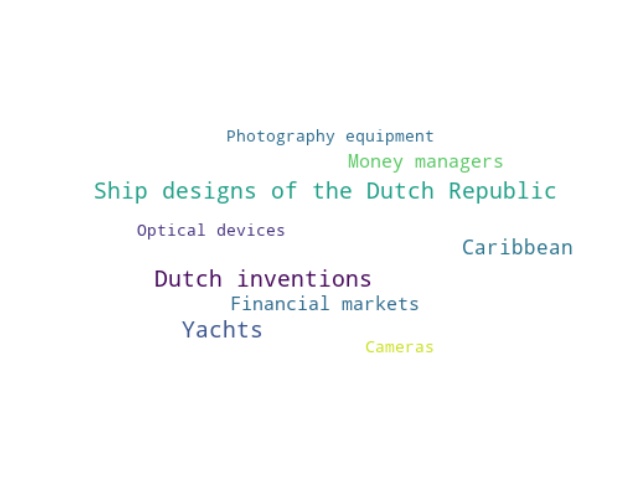 Photography equipment
Money managers
Ship designs of the Dutch Republic
Optical devices
Caribbean
Dutch inventions
Financial markets
Yachts
Cameras